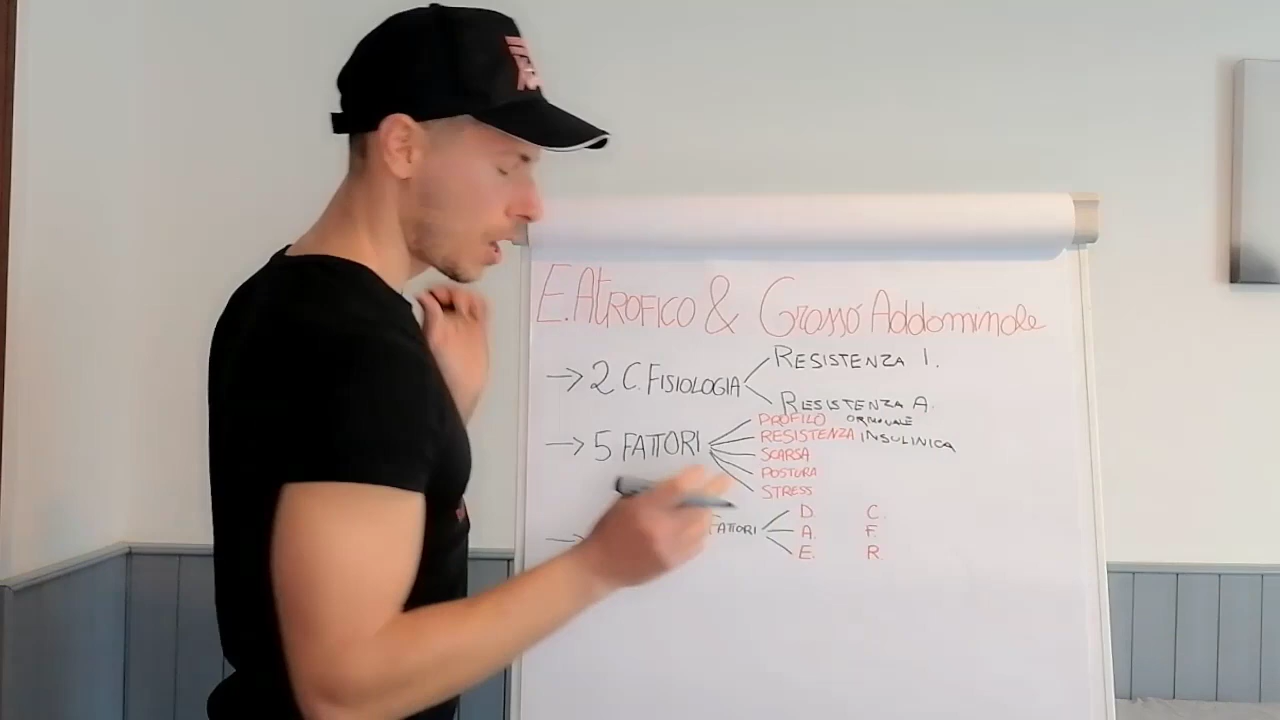 E. ATROFICO & Grasso Addominale
→ 2 C. FISIOLOGIA
RESISTENZA I.
RESISTENZA A.
→ 5 FATTORI
PROFILO ORMONALE
RESISTENZA INSULINICA
SCARSA
POSTURA
STRESS
→ FATTORI
D. C.
A. F.
E. R.